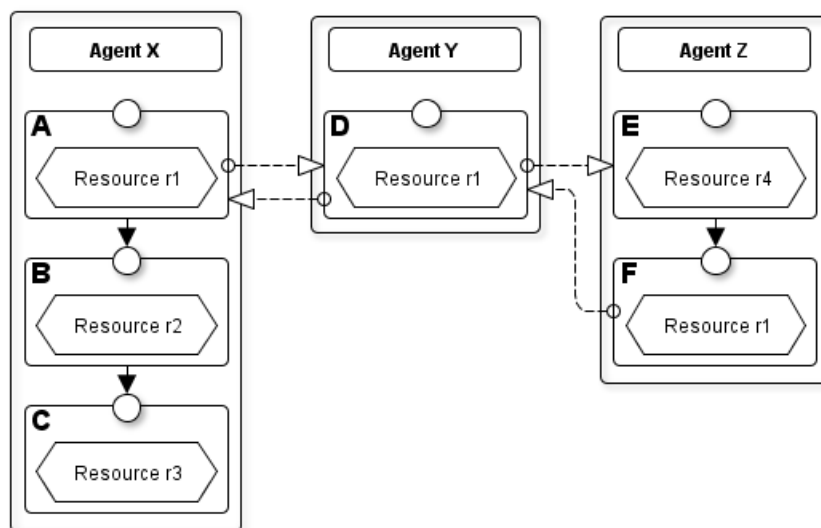 Agent X
Agent Y
Agent Z
A
Resource r1
D
Resource r1
E
Resource r4
B
Resource r2
F
Resource r1
C
Resource r3